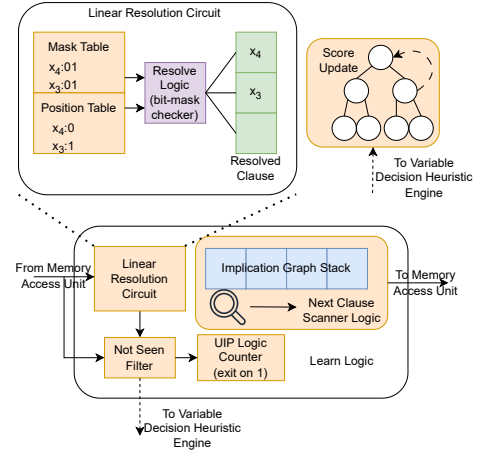 Linear Resolution Circuit
Mask Table
x4:01
x3:01
Position Table
x4:0
x3:1
Resolve
Logic
(bit-mask
checker)
x4
x3
Resolved
Clause
Score
Update
To Variable
Decision Heuristic
Engine
From Memory
Access Unit
Linear
Resolution
Circuit
Implication Graph Stack
Next Clause
Scanner Logic
To Memory
Access Unit
Not Seen
Filter
UIP Logic
Counter
(exit on 1)
Learn Logic
To Variable
Decision Heuristic
Engine